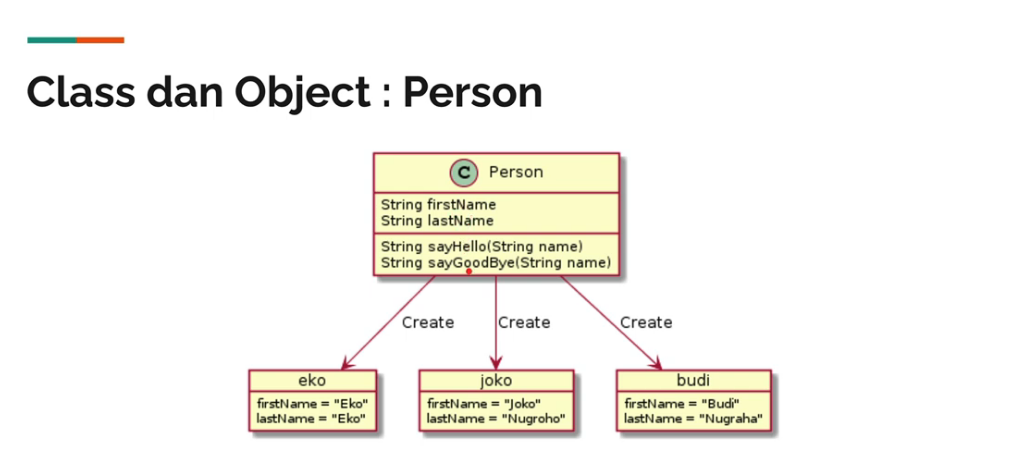 Class dan Object : Person
C Person
String firstName
String lastName
String sayHello(String name)
String sayGoodBye(String name)
Create Create Create
eko joko budi
firstName = "Eko" firstName = "Joko" firstName = "Budi"
lastName = "Eko" lastName = "Nugroho" lastName = "Nugraha"